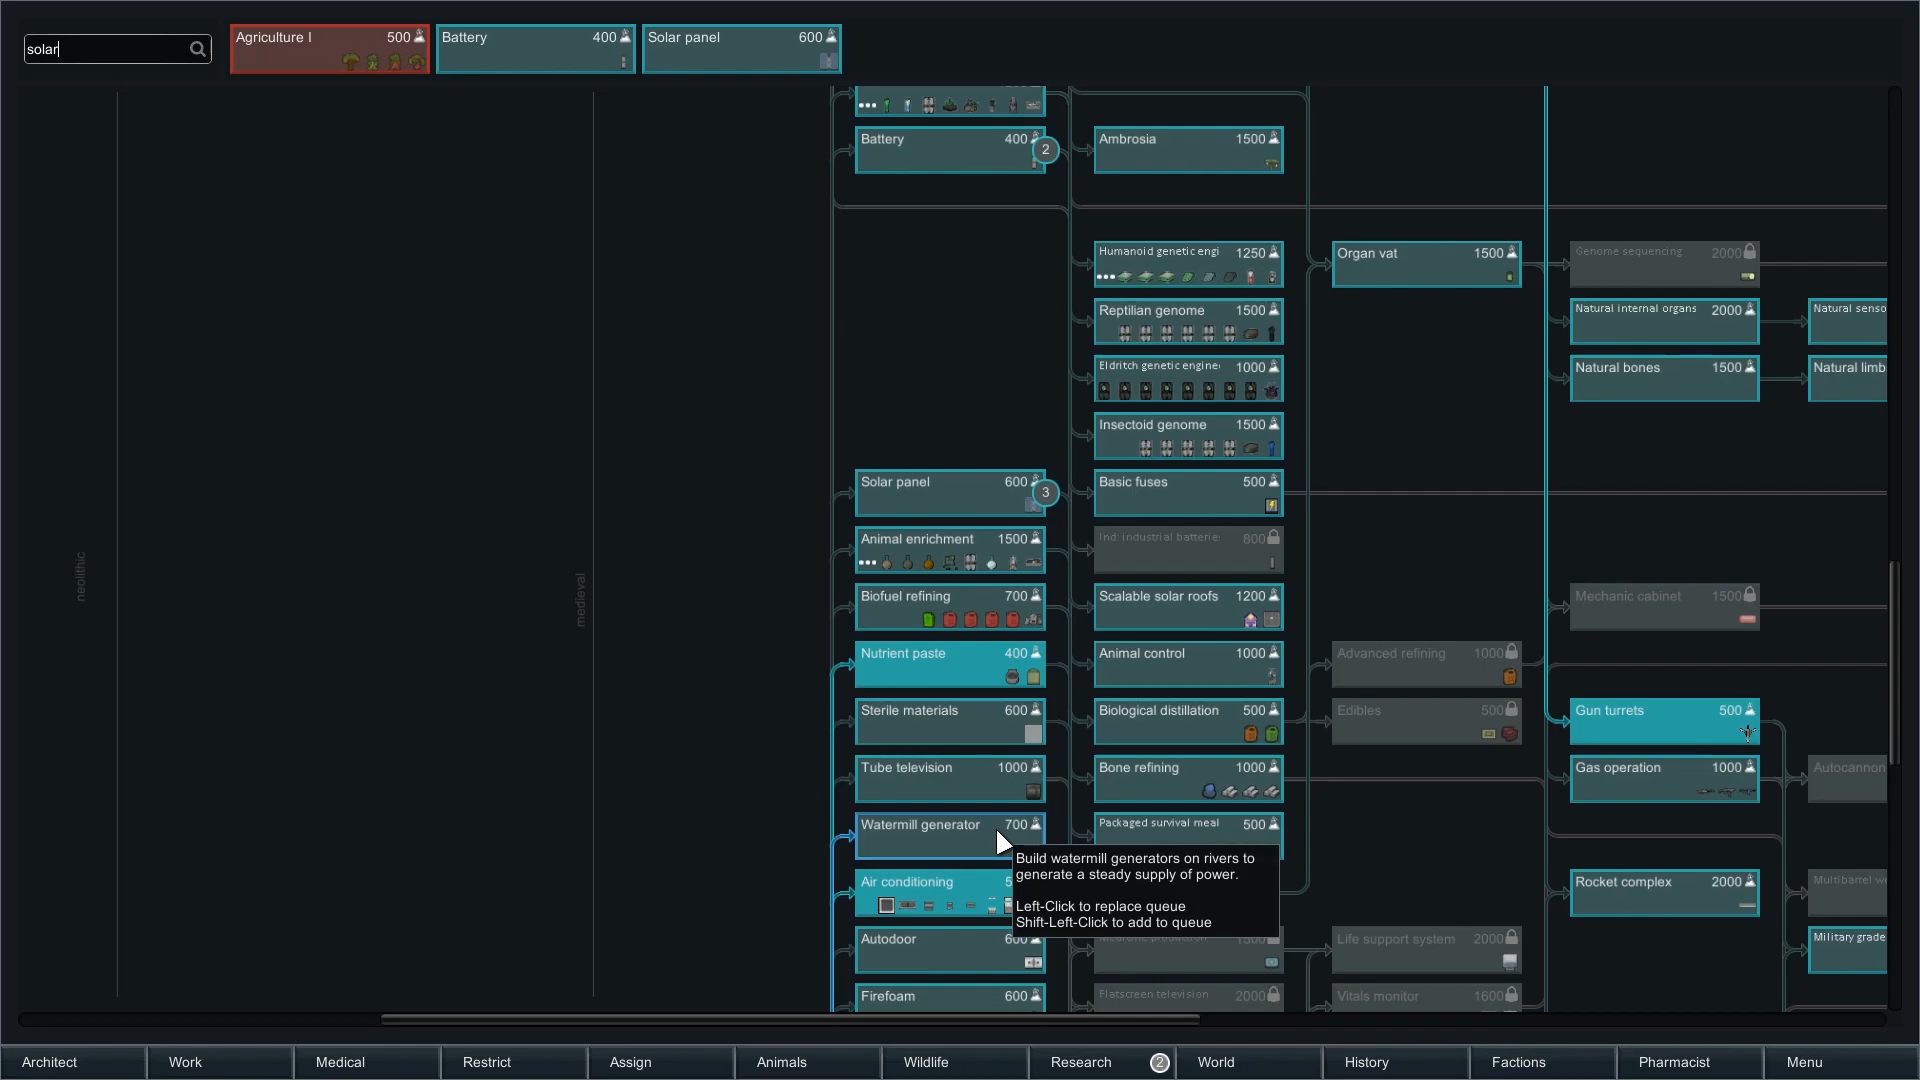 solar
Agriculture I 500
Battery 400
Solar panel 600
neolithic
medieval
Battery 400 2
Ambrosia 1500
Humanoid genetic engi 1250
Organ vat 1500
Genome sequencing 2000
Reptilian genome 1500
Natural internal organs 2000
Natural senso
Eldritch genetic engine 1000
Natural bones 1500
Natural limb
Insectoid genome 1500
Solar panel 600 3
Basic fuses 500
Animal enrichment 1500
Ind. industrial batterie 800
Biofuel refining 700
Scalable solar roofs 1200
Mechanic cabinet 1500
Nutrient paste 400
Animal control 1000
Advanced refining 1000
Sterile materials 600
Biological distillation 500
Edibles 500
Gun turrets 500
Tube television 1000
Bone refining 1000
Gas operation 1000
Autocannon
Watermill generator 700
Packaged survival meal 500
Build watermill generators on rivers to
generate a steady supply of power.
Left-Click to replace queue
Shift-Left-Click to add to queue
Air conditioning 5
Rocket complex 2000
Multibarrel we
Autodoor 600
1500
Life support system 2000
Military grade
Firefoam 600
Flatscreen television 2000
Vitals monitor 1600
Architect
Work
Medical
Restrict
Assign
Animals
Wildlife
Research 2
World
History
Factions
Pharmacist
Menu